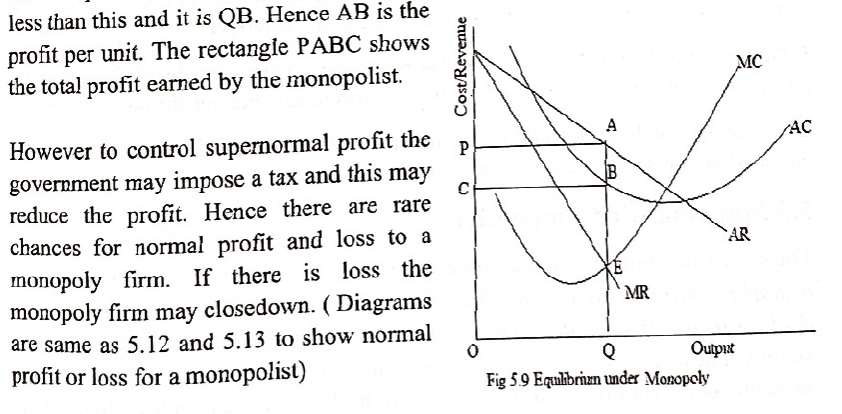 less than this and it is QB. Hence AB is the
profit per unit. The rectangle PABC shows
the total profit earned by the monopolist.
However to control supernormal profit the
government may impose a tax and this may
reduce the profit. Hence there are rare
chances for normal profit and loss to a
monopoly firm. If there is loss the
monopoly firm may closedown. ( Diagrams
are same as 5.12 and 5.13 to show normal
profit or loss for a monopolist)
Cost/Revenue
MC
A
AC
P
B
C
AR
E
MR
O
Q
Output
Fig 5.9 Equilibrium under Monopoly